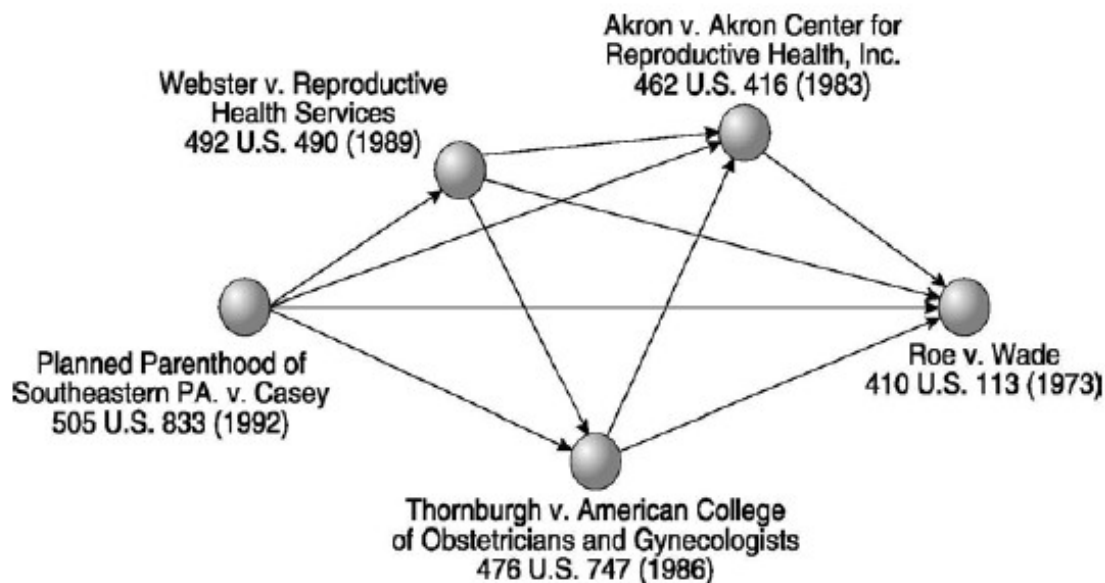 Akron v. Akron Center for
Reproductive Health, Inc.
462 U.S. 416 (1983)
Webster v. Reproductive
Health Services
492 U.S. 490 (1989)
Planned Parenthood of
Southeastern PA. v. Casey
505 U.S. 833 (1992)
Roe v. Wade
410 U.S. 113 (1973)
Thornburgh v. American College
of Obstetricians and Gynecologists
476 U.S. 747 (1986)